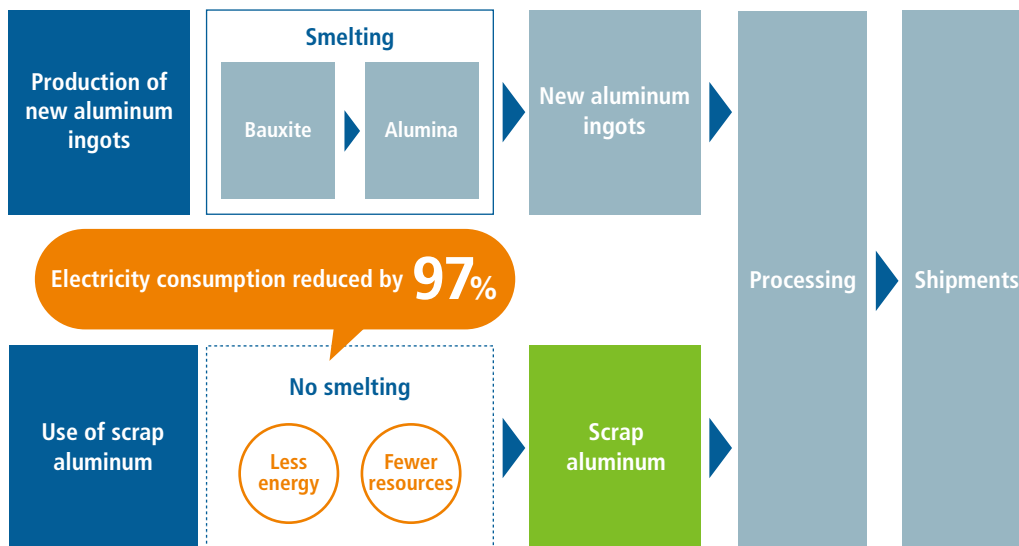 Production of
new aluminum
ingots
Smelting
Bauxite
Alumina
New aluminum
ingots
Electricity consumption reduced by 97%
Processing
Shipments
Use of scrap
aluminum
No smelting
Less
energy
Fewer
resources
Scrap
aluminum